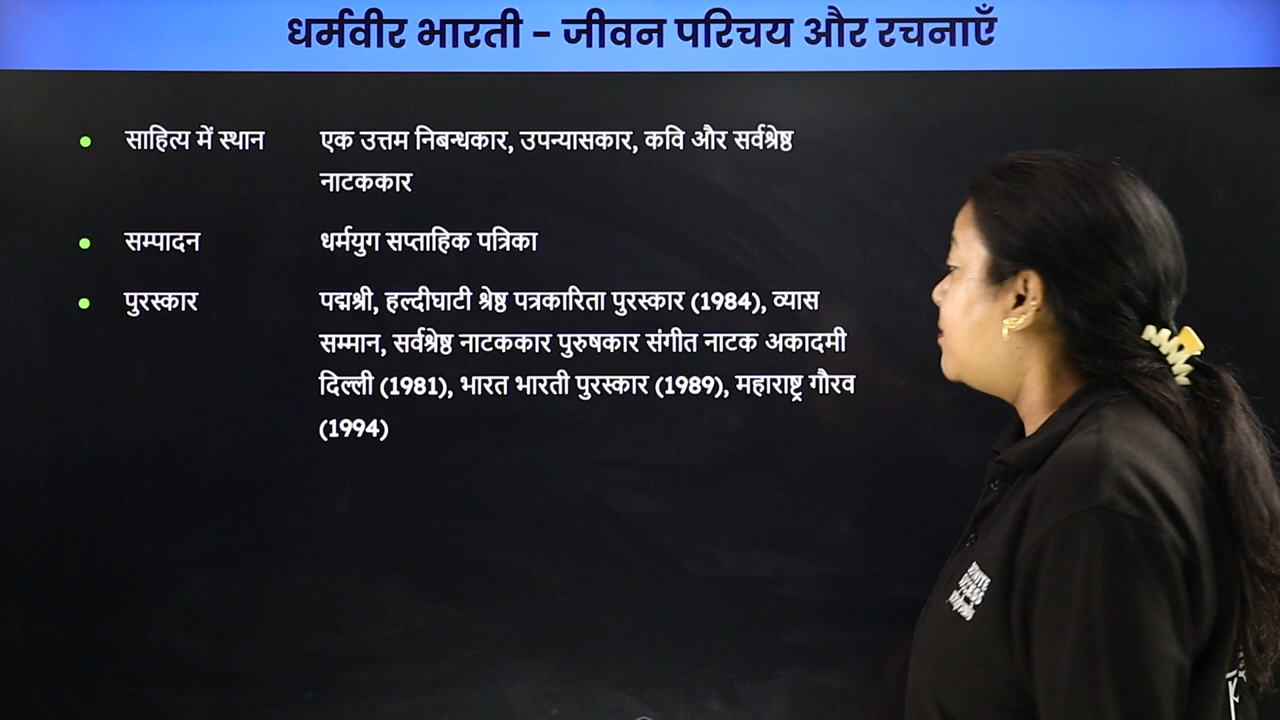 धर्मवीर भारती - जीवन परिचय और रचनाएँ
साहित्य में स्थान एक उत्तम निबन्धकार, उपन्यासकार, कवि और सर्वश्रेष्ठ
नाटककार
सम्पादन धर्मयुग सप्ताहिक पत्रिका
पुरस्कार पद्मश्री, हल्दीघाटी श्रेष्ठ पत्रकारिता पुरस्कार (1984), व्यास
सम्मान, सर्वश्रेष्ठ नाटककार पुरुषकार संगीत नाटक अकादमी
दिल्ली (1981), भारत भारती पुरस्कार (1989), महाराष्ट्र गौरव
(1994)